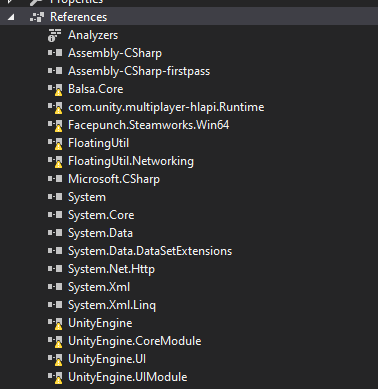 Properties
References
Analyzers
Assembly-CSharp
Assembly-CSharp-firstpass
Balsa.Core
com.unity.multiplayer-hlapi.Runtime
Facepunch.Steamworks.Win64
FloatingUtil
FloatingUtil.Networking
Microsoft.CSharp
System
System.Core
System.Data
System.Data.DataSetExtensions
System.Net.Http
System.Xml
System.Xml.Linq
UnityEngine
UnityEngine.CoreModule
UnityEngine.UI
UnityEngine.UIModule